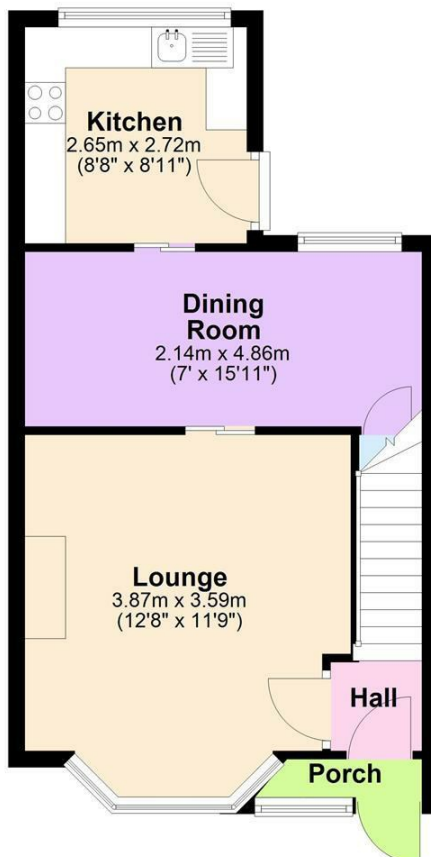 Kitchen
2.65m x 2.72m
(8'8" x 8'11")
Dining
Room
2.14m x 4.86m
(7' x 15'11")
Lounge
3.87m x 3.59m
(12'8" x 11'9")
Hall
Porch